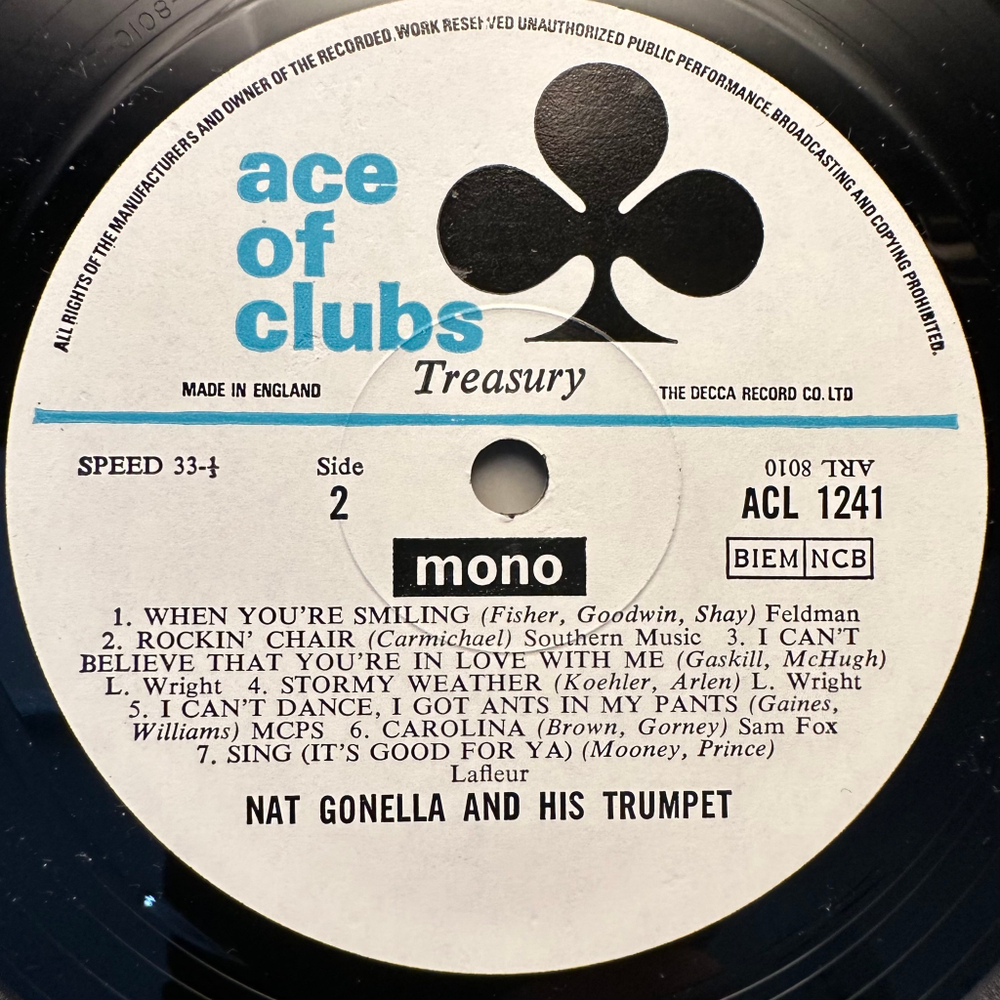 ALL RIGHTS OF THE MANUFACTURERS AND OWNER OF THE RECORDED WORK RESERVED UNAUTHORIZED PUBLIC PERFORMANCE, BROADCASTING AND COPYING PROHIBITED.
ace
of
clubs
Treasury
MADE IN ENGLAND THE DECCA RECORD CO. LTD
SPEED 33-⅓ Side ARL 8010
2 ACL 1241
mono BIEM NCB
1. WHEN YOU'RE SMILING (Fisher, Goodwin, Shay) Feldman
2. ROCKIN' CHAIR (Carmichael) Southern Music 3. I CAN'T
BELIEVE THAT YOU'RE IN LOVE WITH ME (Gaskill, McHugh)
L. Wright 4. STORMY WEATHER (Koehler, Arlen) L. Wright
5. I CAN'T DANCE, I GOT ANTS IN MY PANTS (Gaines,
Williams) MCPS 6. CAROLINA (Brown, Gorney) Sam Fox
7. SING (IT'S GOOD FOR YA) (Mooney, Prince)
Lafleur
NAT GONELLA AND HIS TRUMPET